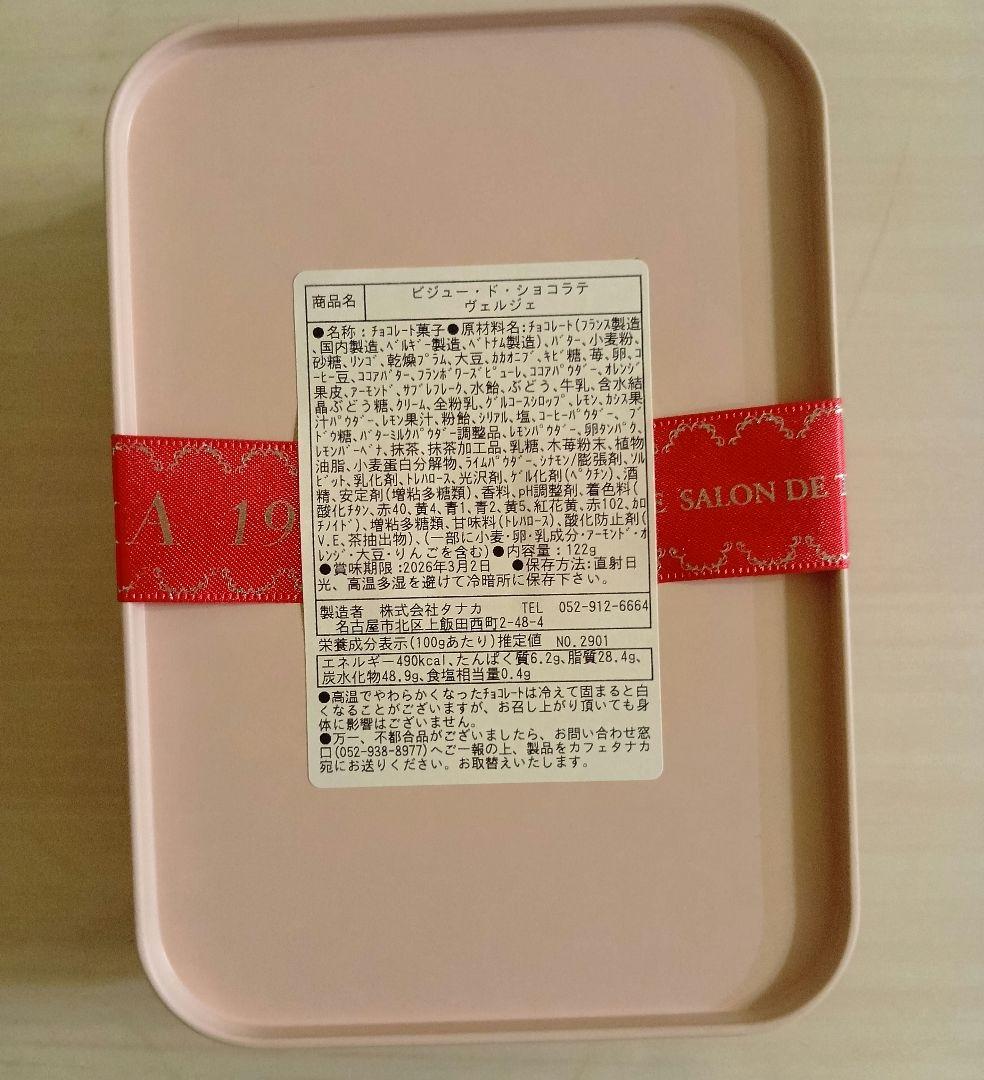 商品名
ビジュー・ド・ショコラテ
ヴェルジェ
●名称：ﾁｮｺﾚｰﾄ菓子●原材料名:ﾁｮｺﾚｰﾄ(ﾌﾗﾝｽ製造
、国内製造、ﾍﾞﾙｷﾞｰ製造、ﾍﾞﾄﾅﾑ製造)、ﾊﾞﾀｰ、小麦粉、
砂糖、ﾘﾝｺﾞ、乾燥ﾌﾟﾗﾑ、大豆、ｶｶｵﾆﾌﾞ、ｷﾋﾞ糖、苺、卵、ｺ
ｰﾋｰ豆、ｺｺｱﾊﾞﾀｰ、ﾌﾗﾝﾎﾞﾜｰｽﾞﾋﾟｭｰﾚ、ｺｺｱﾊﾟｳﾀﾞｰ、ｵﾚﾝｼﾞ
果皮、ｱｰﾓﾝﾄﾞ、ｻﾌﾞﾚﾌﾚｰｸ、水飴、ぶどう、牛乳、含水結
晶ぶどう糖、ｸﾘｰﾑ、全粉乳、ｸﾞﾙｺｰｽｼﾛｯﾌﾟ、ﾚﾓﾝ、ｶｼｽ果
汁ﾊﾟｳﾀﾞｰ、ﾚﾓﾝ果汁、粉飴、ｼﾘｱﾙ、塩、ｺｰﾋｰﾊﾟｳﾀﾞｰ、ﾌﾞ
ﾄﾞｳ糖、ﾊﾞﾀｰﾐﾙｸﾊﾟｳﾀﾞｰ調整品、ﾚﾓﾝﾊﾟｳﾀﾞｰ、卵ﾀﾝﾊﾟｸ、
ﾚﾓﾝﾊﾞｰﾍﾞﾅ、抹茶、抹茶加工品、乳糖、木苺粉末、植物
油脂、小麦蛋白分解物、ﾗｲﾑﾊﾟｳﾀﾞｰ、ｼﾅﾓﾝ/膨張剤、ｿﾙ
ﾋﾞｯﾄ、乳化剤、ﾄﾚﾊﾛｰｽ、光沢剤、ｹﾞﾙ化剤(ﾍﾟｸﾁﾝ)、酒
精、安定剤(増粘多糖類)、香料、pH調整剤、着色料(
酸化ﾁﾀﾝ、赤40、黄4、青1、青2、黄5、紅花黄、赤102、ｶﾛ
ﾁﾉｲﾄﾞ)、増粘多糖類、甘味料(ﾄﾚﾊﾛｰｽ)、酸化防止剤(
V.E、茶抽出物)、(一部に小麦・卵・乳成分・ｱｰﾓﾝﾄﾞ・ｵ
ﾚﾝｼﾞ・大豆・りんごを含む)●内容量：122g
●賞味期限:2026年3月2日 ●保存方法:直射日
光、高温多湿を避けて冷暗所に保存下さい。
製造者 株式会社タナカ TEL 052-912-6664
名古屋市北区上飯田西町2-48-4
栄養成分表示(100gあたり)推定値 NO.2901
エネルギー490kcal、たんぱく質6.2g、脂質28.4g、
炭水化物48.9g、食塩相当量0.4g
●高温でやわらかくなったﾁｮｺﾚｰﾄは冷えて固まると白
くなることがございますが、お召し上がり頂いても身
体に影響はございません。
●万一、不都合品がございましたら、お問い合わせ窓
口(052-938-8977)へご一報の上、製品をカフェタナカ
宛にお送りください。お取替えいたします。
A 19
E SALON DE